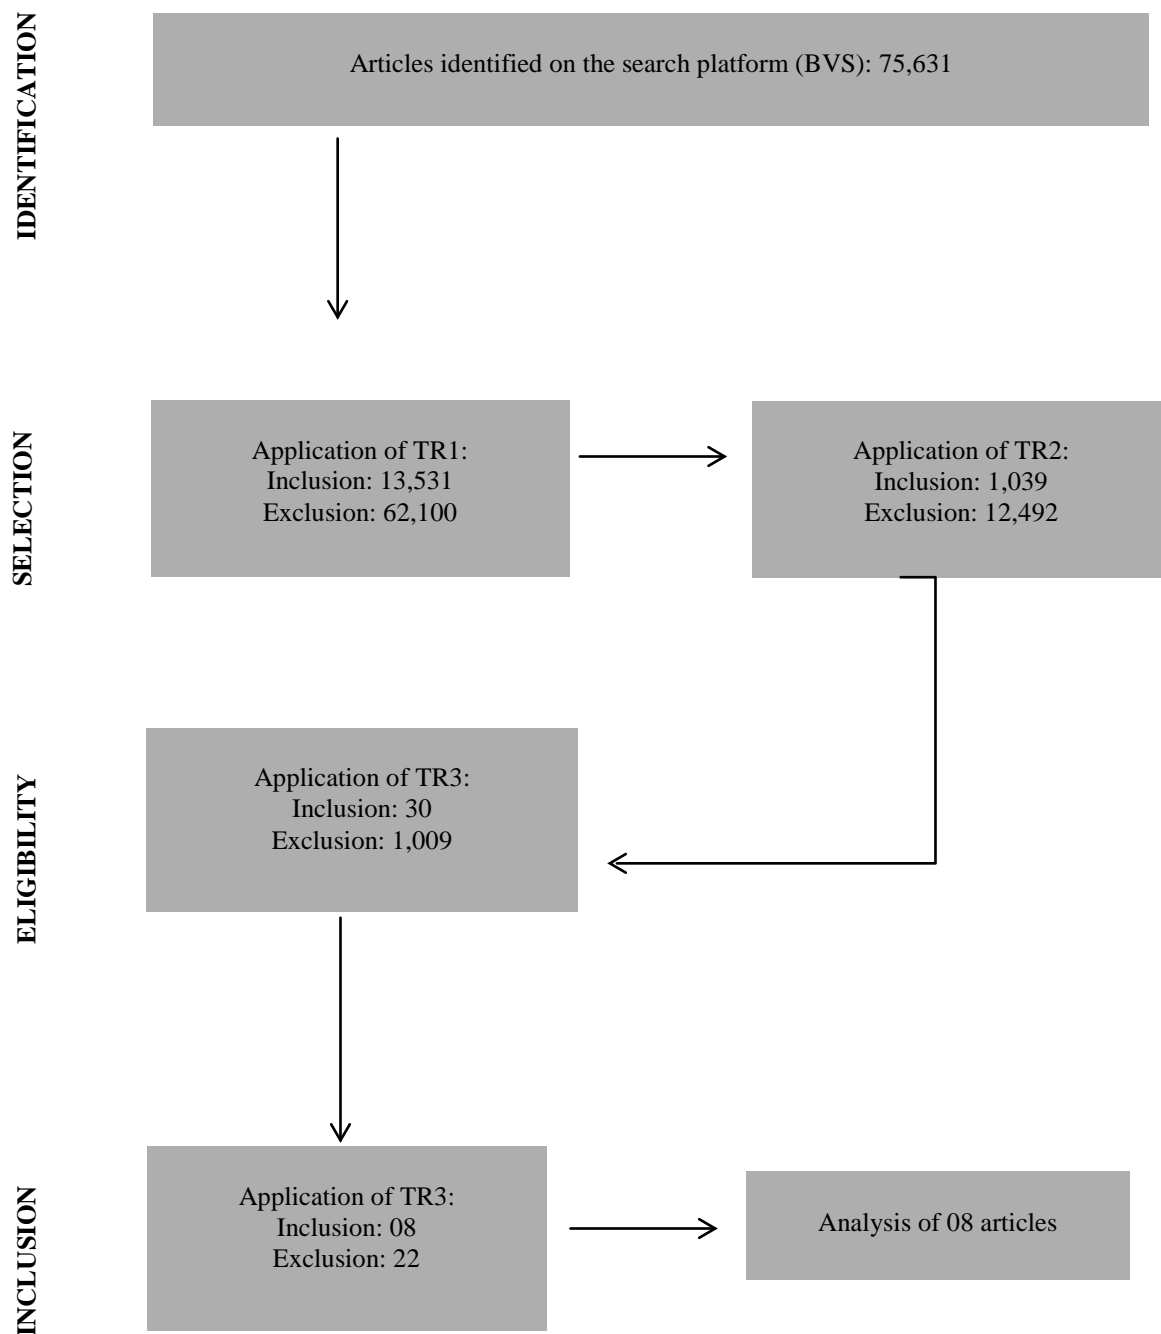 IDENTIFICATION
Articles identified on the search platform (BVS): 75,631
SELECTION
Application of TR1:
Inclusion: 13,531
Exclusion: 62,100
Application of TR2:
Inclusion: 1,039
Exclusion: 12,492
ELIGIBILITY
Application of TR3:
Inclusion: 30
Exclusion: 1,009
INCLUSION
Application of TR3:
Inclusion: 08
Exclusion: 22
Analysis of 08 articles